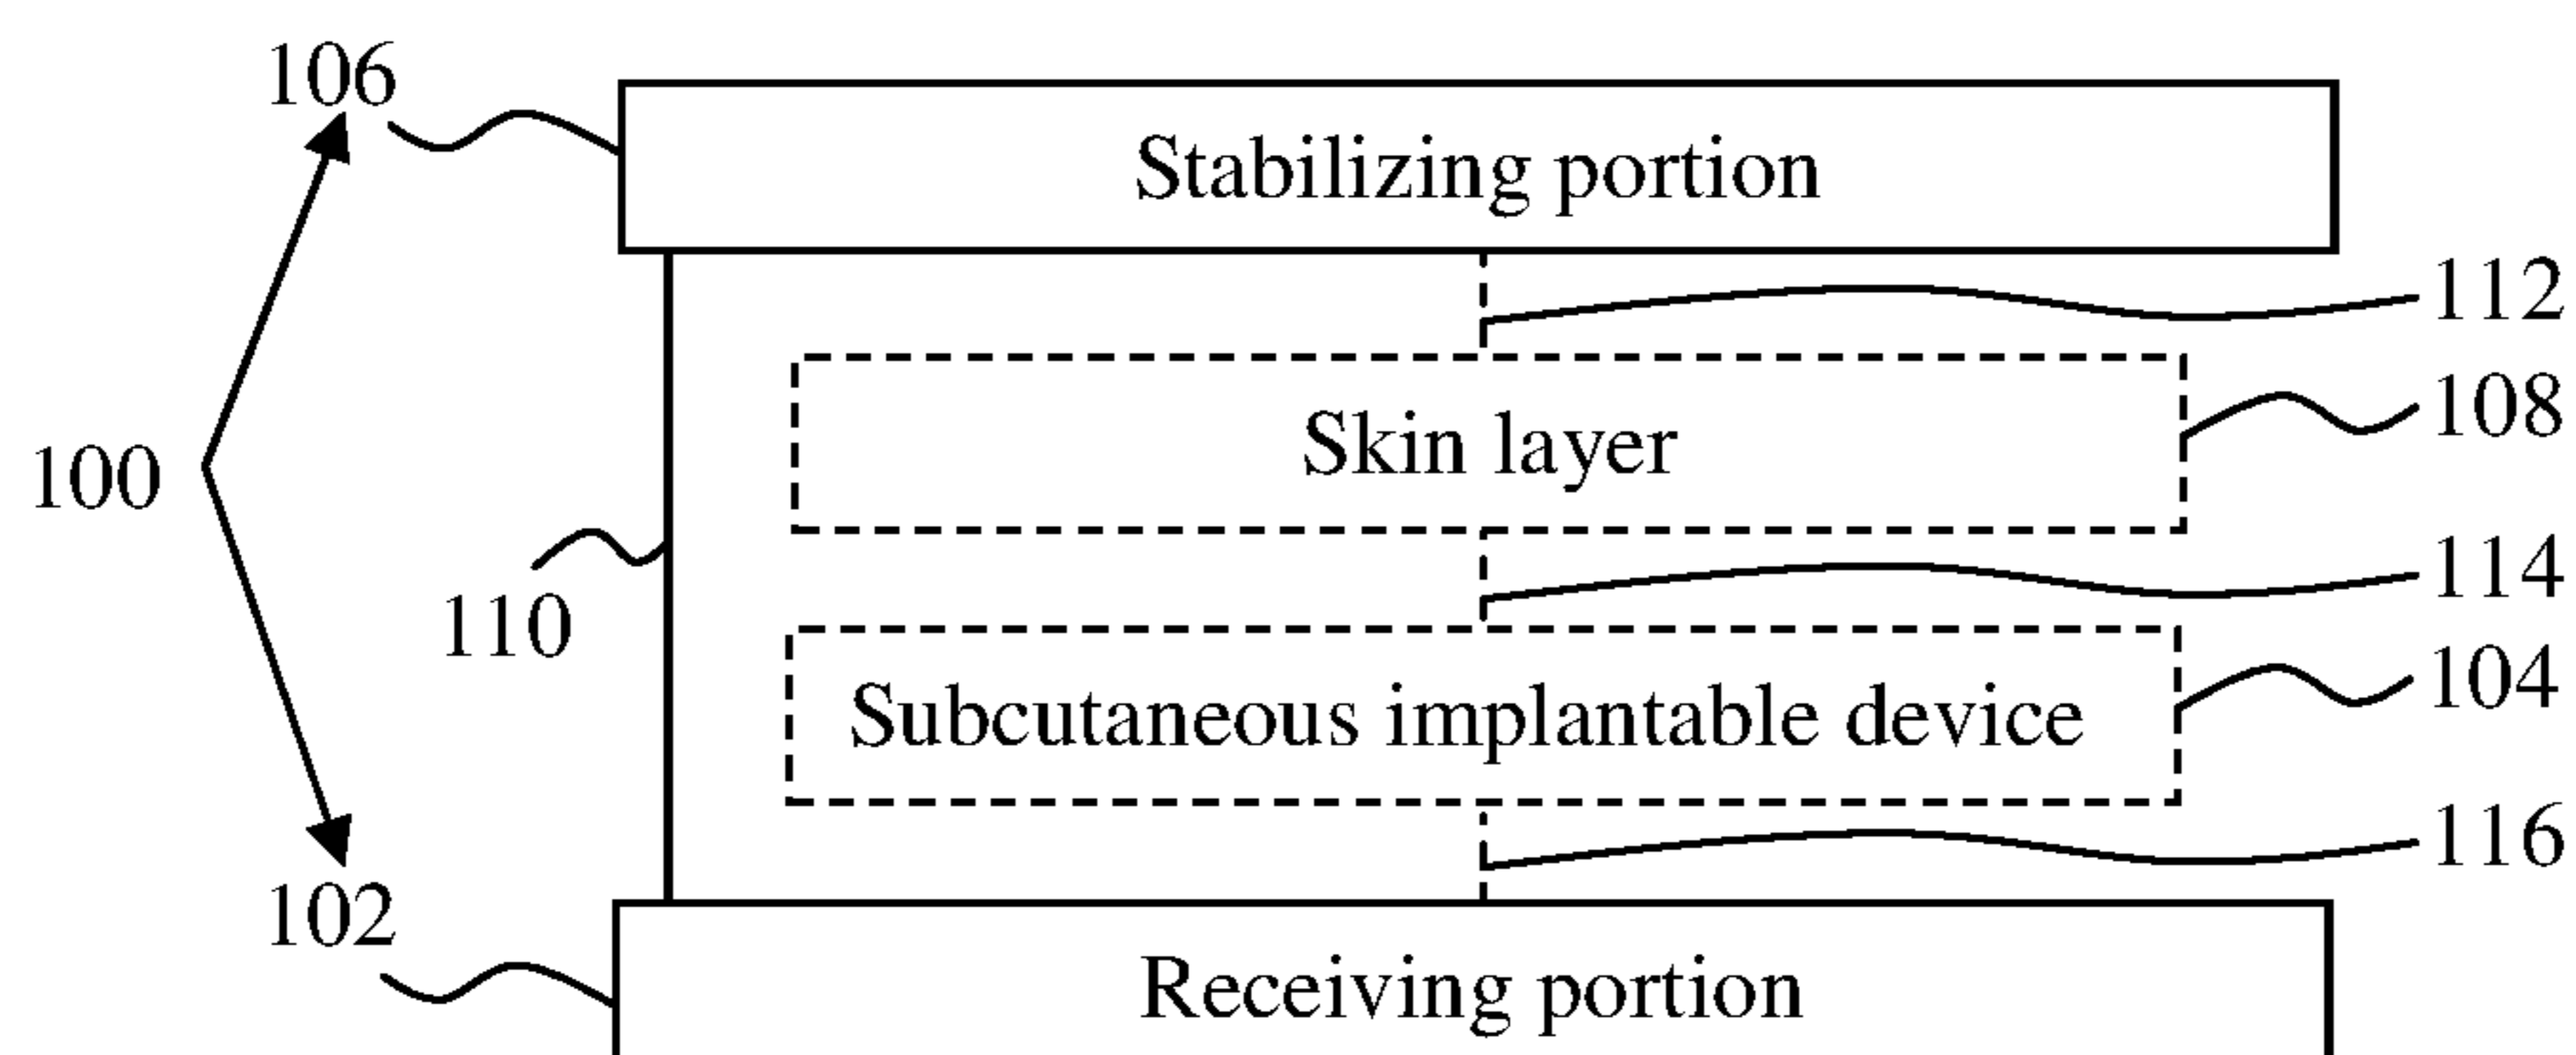 106
Stabilizing portion
112
Skin layer
108
100
114
110
Subcutaneous implantable device
104
116
102
Receiving portion